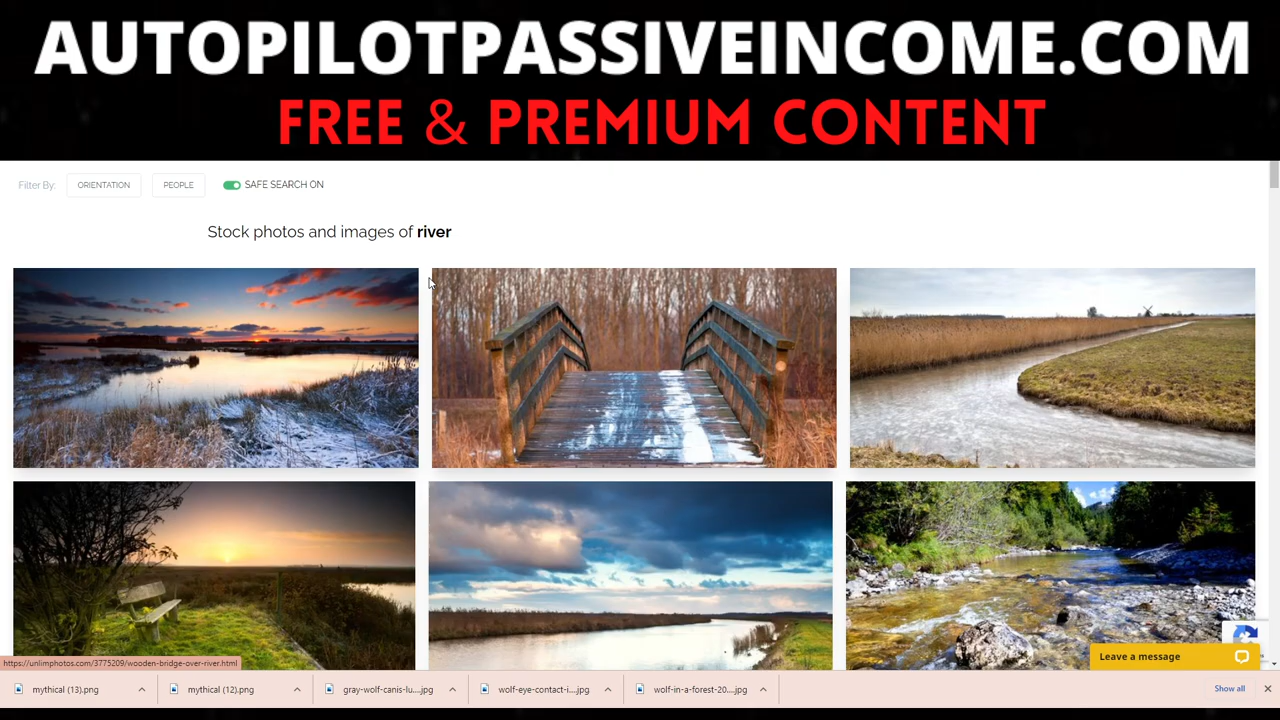 AUTOPILOTPASSIVEINCOME.COM
FREE & PREMIUM CONTENT
Filter By:
ORIENTATION
PEOPLE
SAFE SEARCH ON
Stock photos and images of river
https://unlimphotos.com/3775209/wooden-bridge-over-river.html
Leave a message
mythical (13).png
mythical (12).png
gray-wolf-canis-lu....jpg
wolf-eye-contact-i....jpg
wolf-in-a-forest-20....jpg
Show all